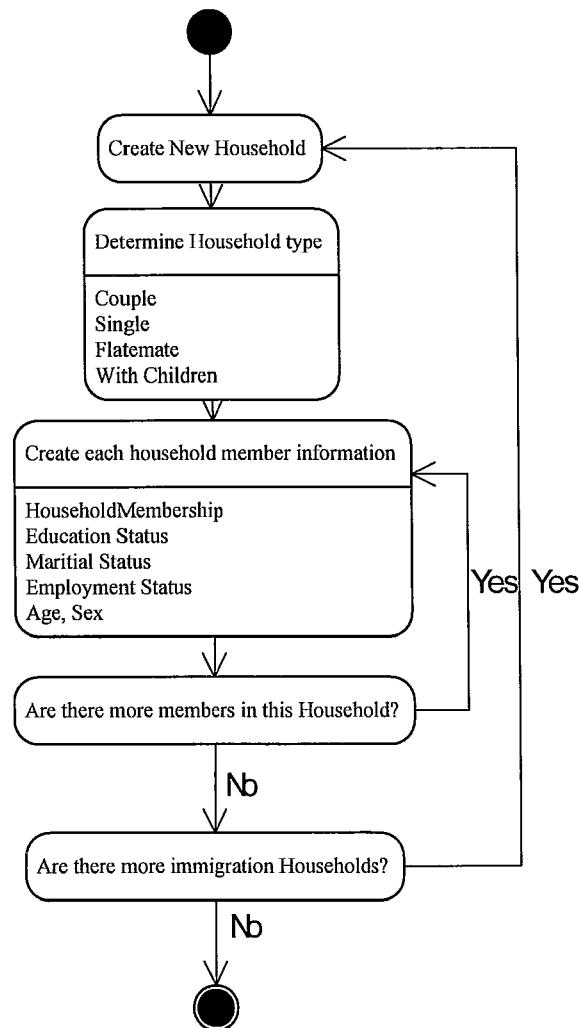 Create New Household
Determine Household type
Couple
Single
Flatemate
With Children
Create each household member information
HouseholdMembership
Education Status
Maritial Status
Employment Status
Age, Sex
Yes
Yes
Are there more members in this Household?
No
Are there more immigration Households?
No